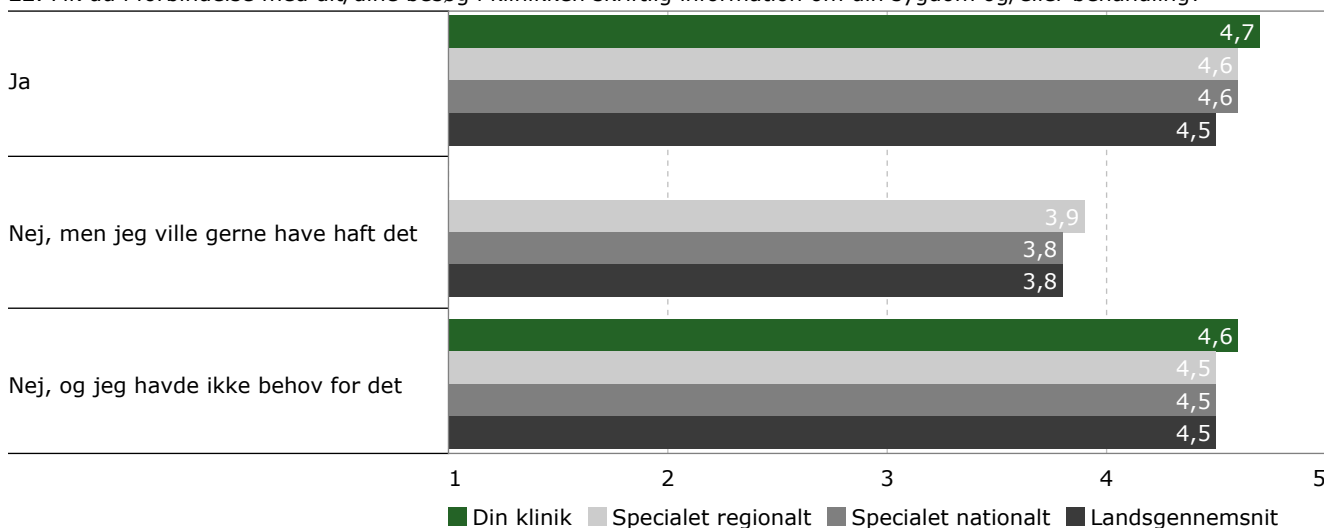 Ja
4,7
4,6
4,6
4,5
Nej, men jeg ville gerne have haft det
3,9
3,8
3,8
Nej, og jeg havde ikke behov for det
4,6
4,5
4,5
4,5
1 2 3 4 5
Din klinik Specialet regionalt Specialet nationalt Landsgennemsnit